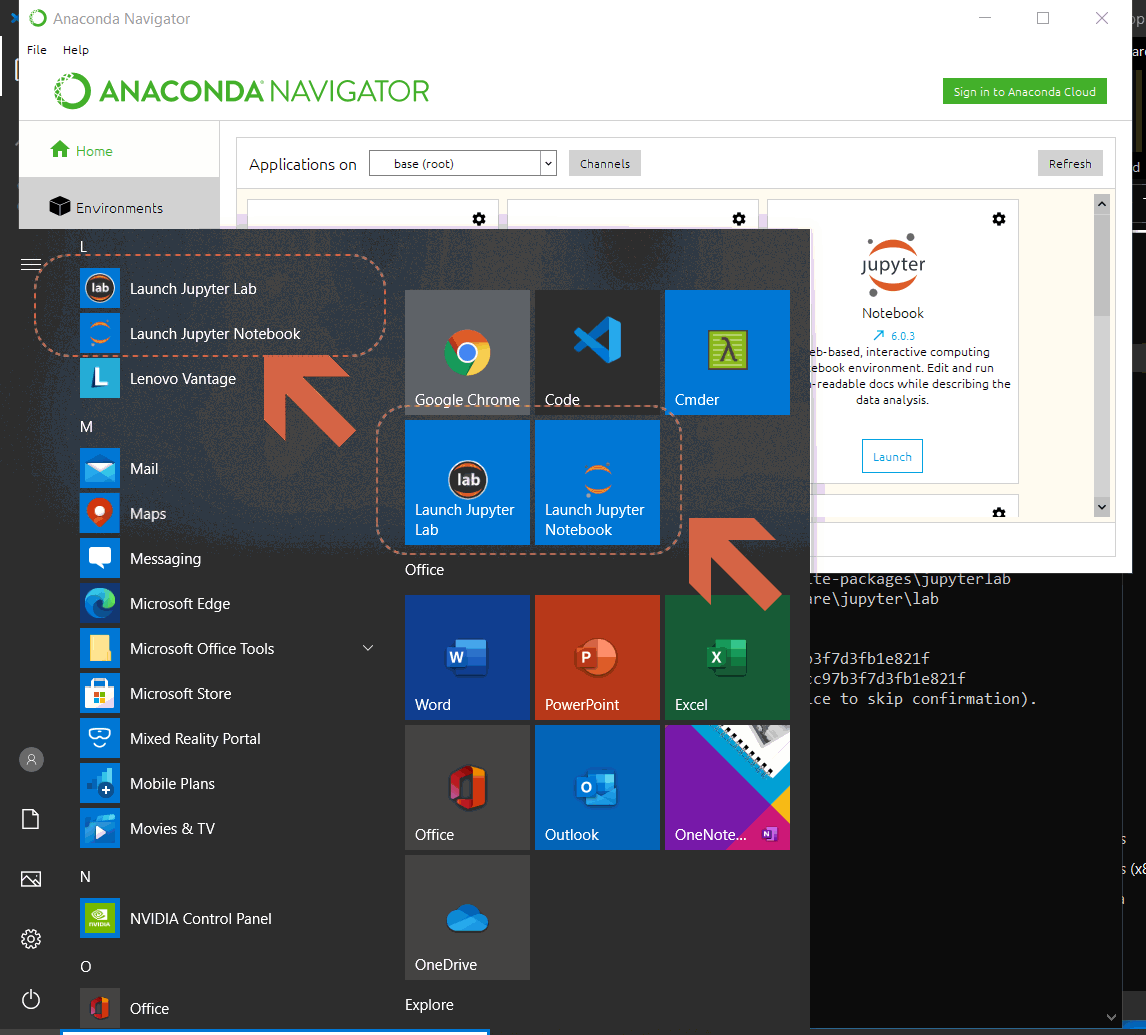 Anaconda Navigator
File Help
ANACONDA NAVIGATOR
Sign in to Anaconda Cloud
Home
Applications on
base (root)
Channels
Refresh
Environments
jupyter
Notebook
6.0.3
eb-based, interactive computing
ebook environment. Edit and run
-readable docs while describing the
data analysis.
Launch
L
lab
Launch Jupyter Lab
Launch Jupyter Notebook
L
Lenovo Vantage
M
Mail
Maps
Messaging
Microsoft Edge
Microsoft Office Tools
Microsoft Store
Mixed Reality Portal
Mobile Plans
Movies & TV
N
NVIDIA
NVIDIA Control Panel
O
Office
Google Chrome
Code
λ
Cmder
lab
Launch Jupyter
Lab
Launch Jupyter
Notebook
Office
W
Word
P
PowerPoint
X
Excel
Office
O
Outlook
OneNote...
N
OneDrive
Explore
te-packages\jupyterlab
re\jupyter\lab
3f7d3fb1e821f
c97b3f7d3fb1e821f
ce to skip confirmation).
s
s (x8